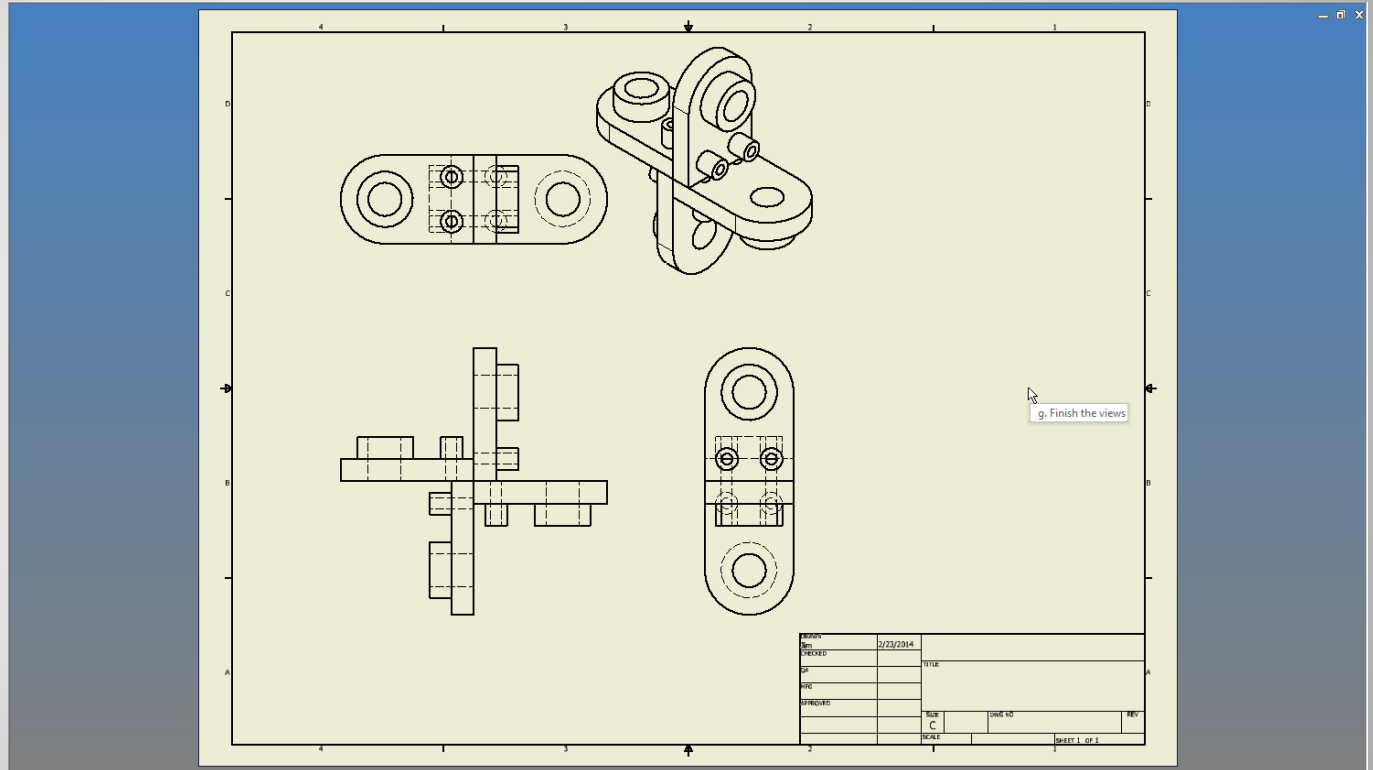 4 3 2 1
D D
C C
g. Finish the views
B B
DRAWN
Jim 2/23/2014
CHECKED
QA
TITLE
A A
MFG
APPROVED
SIZE DWG NO REV
C
SCALE
SHEET 1 OF 1
4 3 2 1